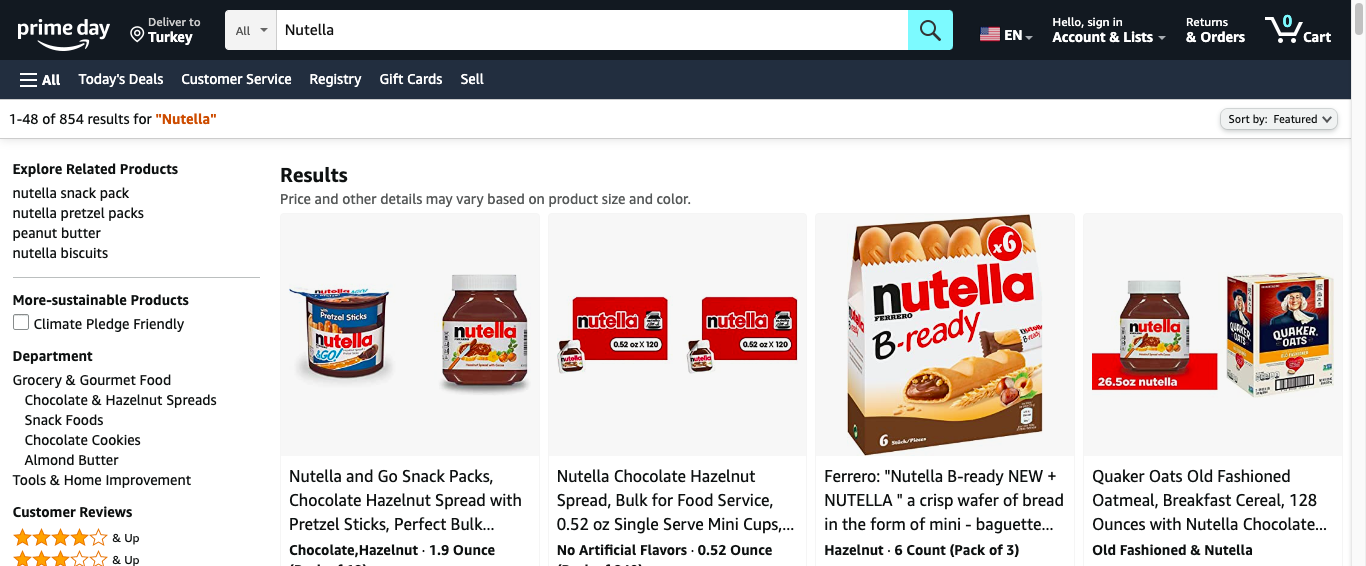 prime day
Deliver to
Turkey
All
Nutella
EN
Hello, sign in
Account & Lists
Returns
& Orders
0
Cart
All
Today's Deals
Customer Service
Registry
Gift Cards
Sell
1-48 of 854 results for "Nutella"
Sort by: Featured
Explore Related Products
nutella snack pack
nutella pretzel packs
peanut butter
nutella biscuits
More-sustainable Products
Climate Pledge Friendly
Department
Grocery & Gourmet Food
Chocolate & Hazelnut Spreads
Snack Foods
Chocolate Cookies
Almond Butter
Tools & Home Improvement
Customer Reviews
& Up
& Up
Results
Price and other details may vary based on product size and color.
nutella
Pretzel Sticks
nutella
&GO!
nutella
nutella
0.52 oz X 120
nutella
0.52 oz X 120
x6
nutella
FERRERO
B-ready
6 Stück/Pieces
nutella
26.5oz nutella
QUAKER
OATS
QUAKER
OATS
Nutella and Go Snack Packs,
Chocolate Hazelnut Spread with
Pretzel Sticks, Perfect Bulk...
Chocolate,Hazelnut · 1.9 Ounce
Nutella Chocolate Hazelnut
Spread, Bulk for Food Service,
0.52 oz Single Serve Mini Cups,...
No Artificial Flavors · 0.52 Ounce
Ferrero: "Nutella B-ready NEW +
NUTELLA " a crisp wafer of bread
in the form of mini - baguette...
Hazelnut · 6 Count (Pack of 3)
Quaker Oats Old Fashioned
Oatmeal, Breakfast Cereal, 128
Ounces with Nutella Chocolate...
Old Fashioned & Nutella